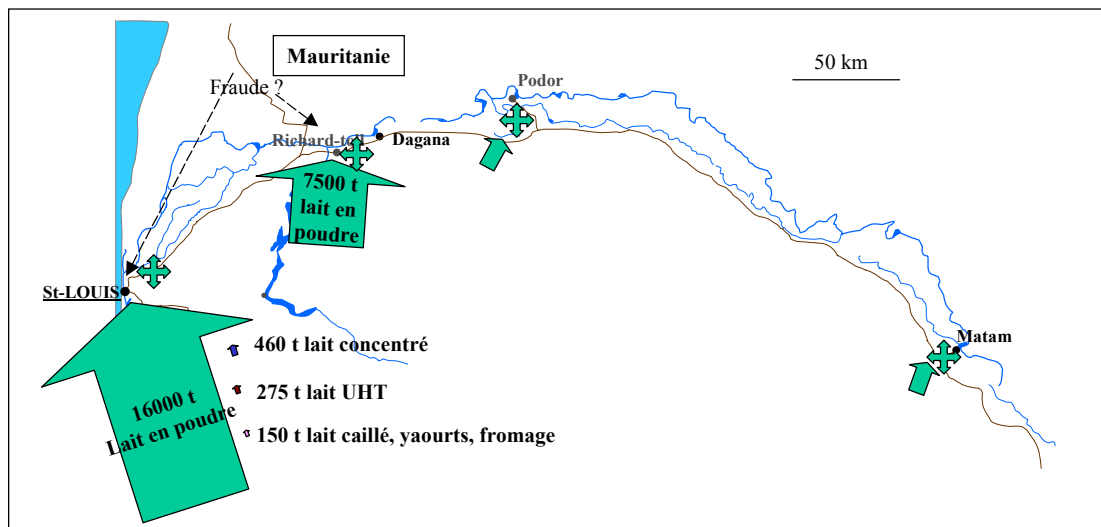 Mauritanie
50 km
Fraude ?
Podor
Richard-toll
Dagana
7500 t
lait en
poudre
St-LOUIS
460 t lait concentré
Matam
275 t lait UHT
16000 t
Lait en poudre
150 t lait caillé, yaourts, fromage